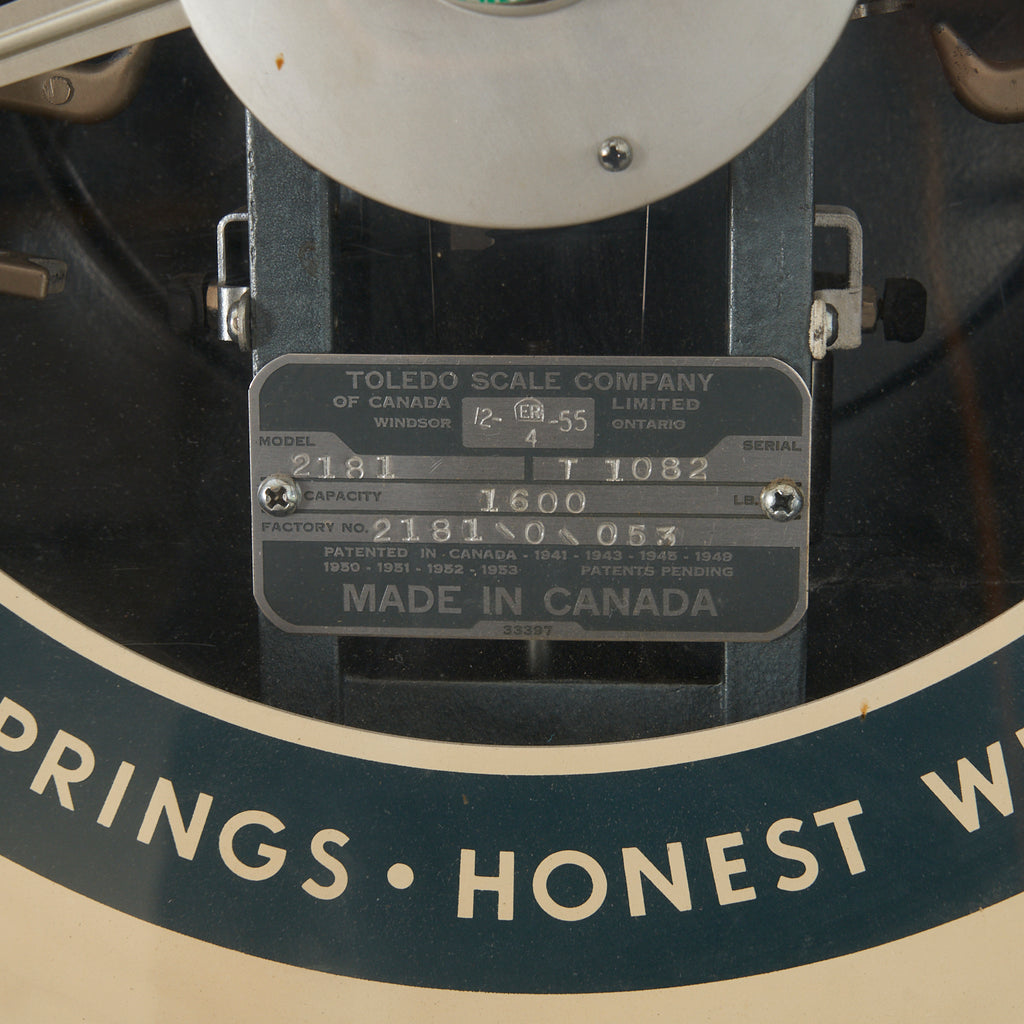 TOLEDO SCALE COMPANY
OF CANADA LIMITED
12- ER -55
4
WINDSOR ONTARIO
MODEL SERIAL
2181 T 1082
CAPACITY 1600 LB.
FACTORY NO. 2181\0\053
PATENTED IN CANADA - 1941 - 1943 - 1945 - 1949
1950 - 1951 - 1952 - 1953 PATENTS PENDING
MADE IN CANADA
33397
PRINGS • HONEST W